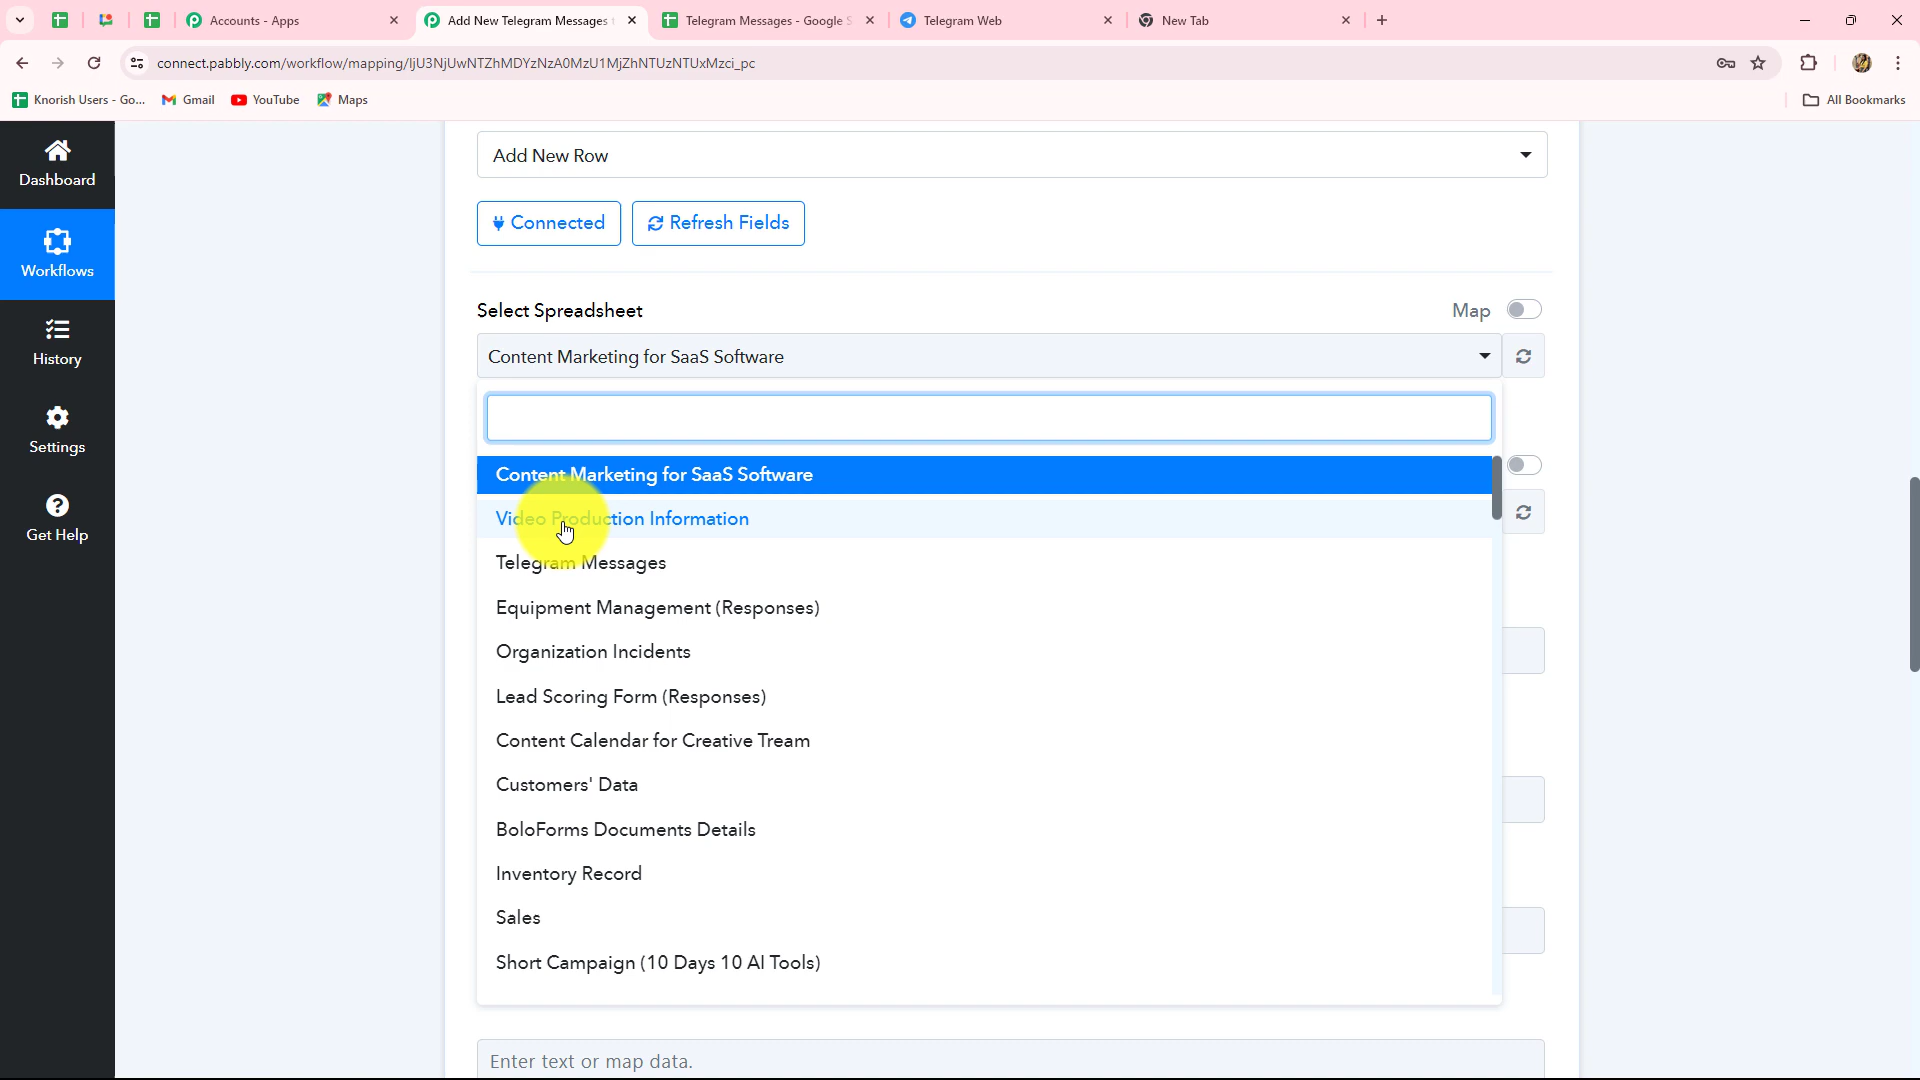 Accounts - Apps
Add New Telegram Messages
Telegram Messages - Google S
Telegram Web
New Tab
connect.pabbly.com/workflow/mapping/IjU3NjUwNTZhMDYzNzA0MzU1MjZhNTUzNTUxMzci_pc
Knorish Users - Go...
Gmail
YouTube
Maps
All Bookmarks
Dashboard
Workflows
History
Settings
Get Help
Add New Row
Connected
Refresh Fields
Select Spreadsheet
Map
Content Marketing for SaaS Software
Content Marketing for SaaS Software
Video Production Information
Telegram Messages
Equipment Management (Responses)
Organization Incidents
Lead Scoring Form (Responses)
Content Calendar for Creative Tream
Customers' Data
BoloForms Documents Details
Inventory Record
Sales
Short Campaign (10 Days 10 AI Tools)
Enter text or map data.